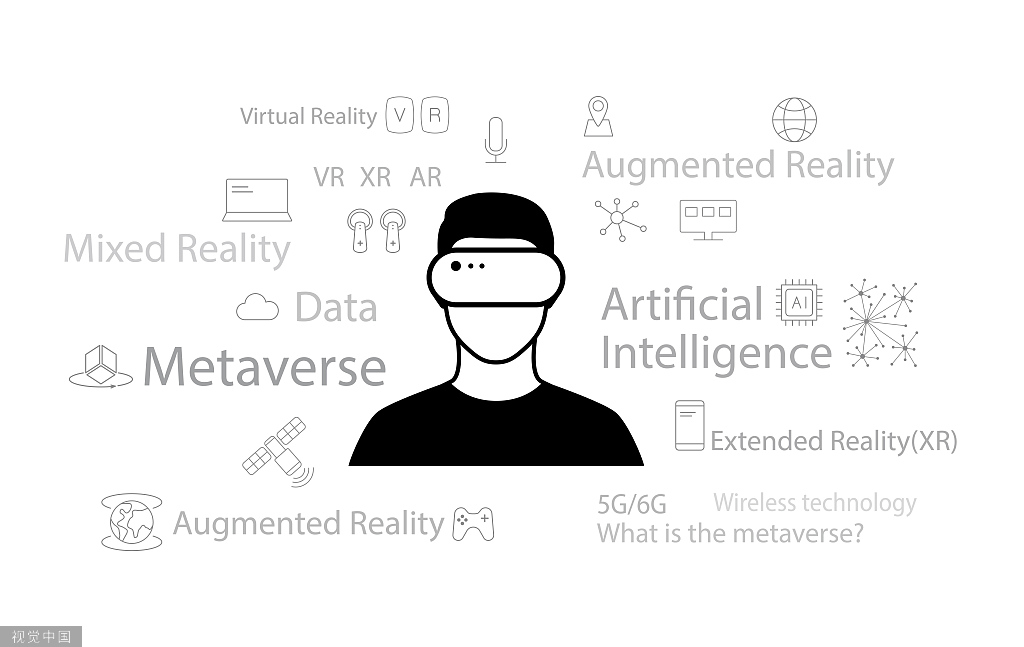 Virtual Reality V R
VR XR AR
Augmented Reality
Mixed Reality
Data
Metaverse
Artificial AI
Intelligence
Extended Reality(XR)
Augmented Reality
5G/6G Wireless technology
What is the metaverse?
视觉中国